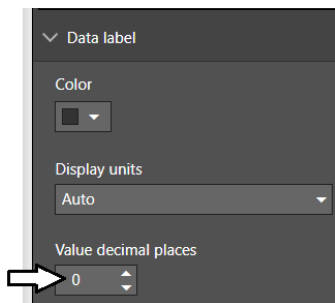 Data label
Color
Display units
Auto
Value decimal places
0